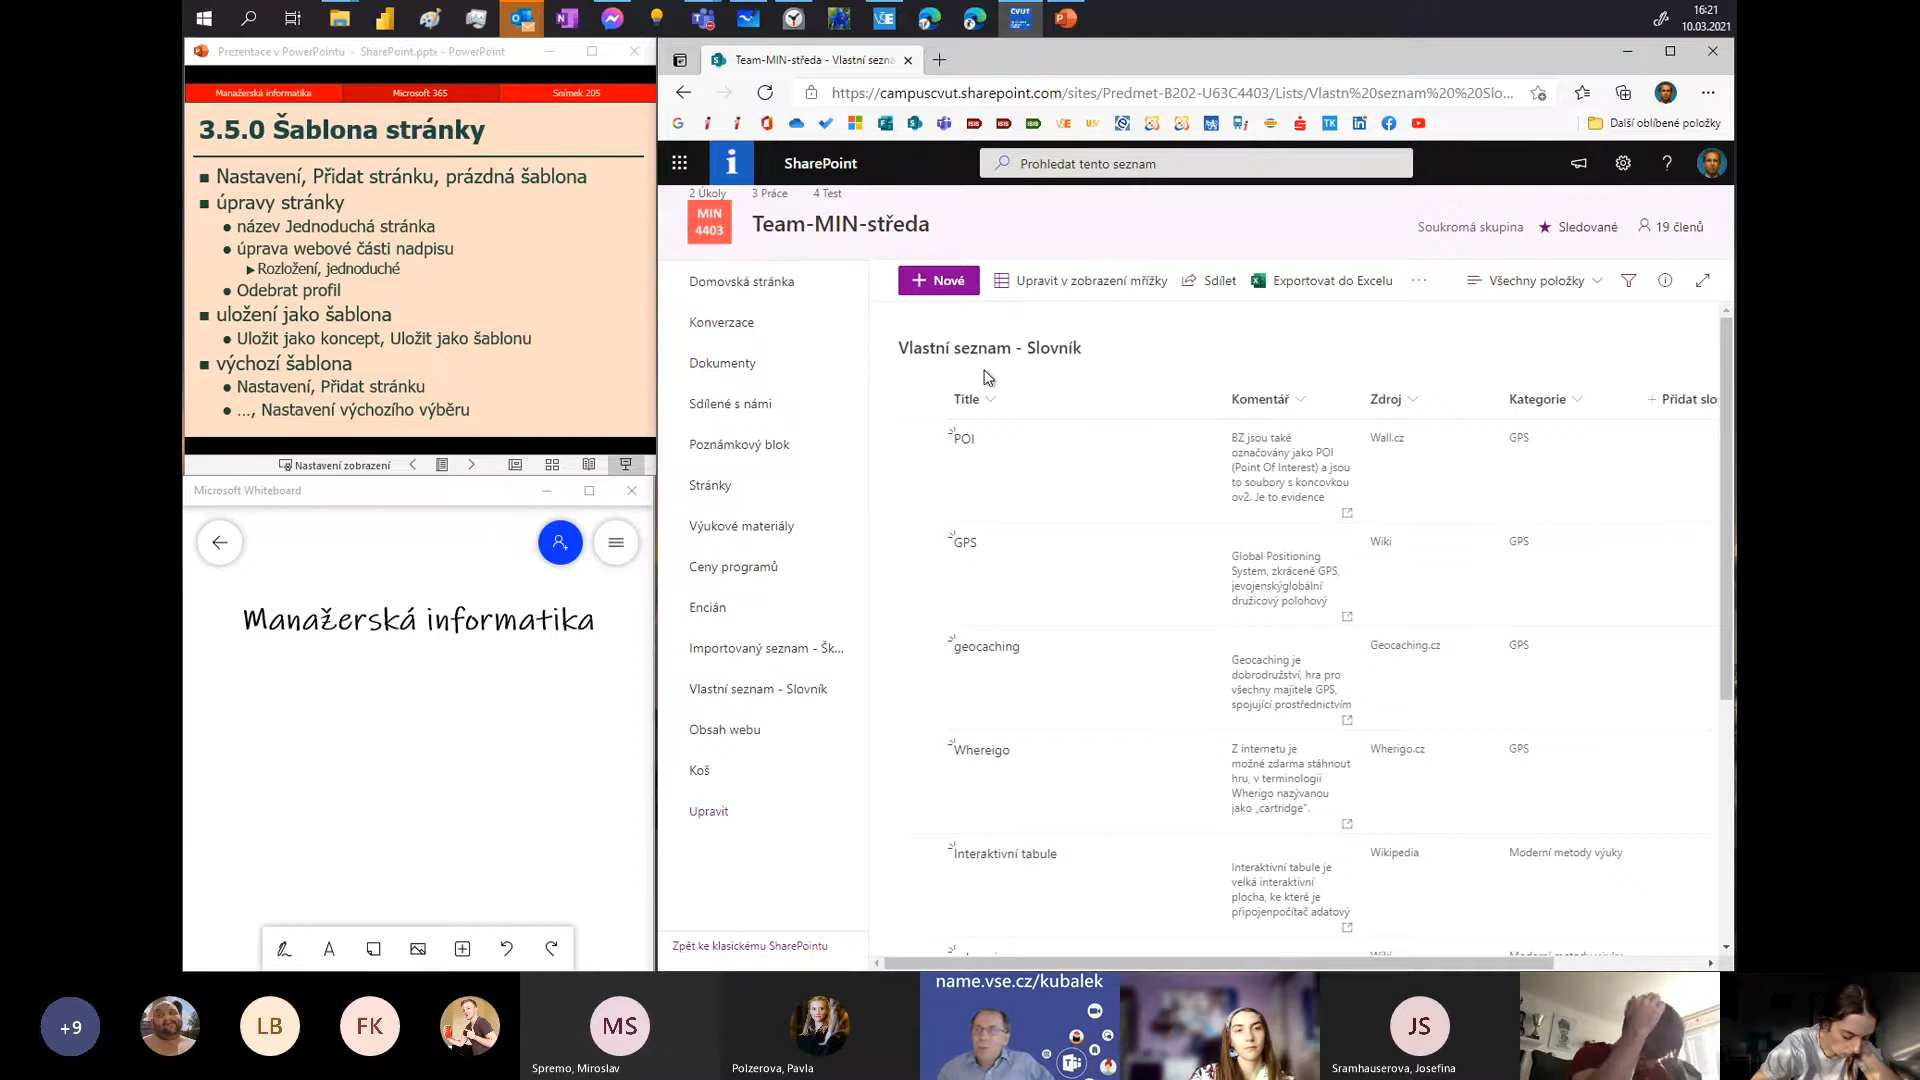 16:21
10.03.2021
Prezentace v PowerPointu - SharePoint.pptx - PowerPoint
Manažerská informatika
Microsoft 365
Snímek 205
3.5.0 Šablona stránky
Nastavení, Přidat stránku, prázdná šablona
úpravy stránky
název Jednoduchá stránka
úprava webové části nadpisu
Rozložení, jednoduché
Odebrat profil
uložení jako šablona
Uložit jako koncept, Uložit jako šablonu
výchozí šablona
Nastavení, Přidat stránku
..., Nastavení výchozího výběru
Nastavení zobrazení
Microsoft Whiteboard
Manažerská informatika
Team-MIN-středa - Vlastní sezna
https://campuscvut.sharepoint.com/sites/Predmet-B202-U63C4403/Lists/Vlastn%20seznam%20%20Slo...
Další oblíbené položky
SharePoint
Prohledat tento seznam
2 Úkoly
3 Práce
4 Test
MIN
4403
Team-MIN-středa
Soukromá skupina
Sledované
19 členů
Domovská stránka
Konverzace
Dokumenty
Sdílené s námi
Poznámkový blok
Stránky
Výukové materiály
Ceny programů
Encián
Importovaný seznam - Šk...
Vlastní seznam - Slovník
Obsah webu
Koš
Upravit
Zpět ke klasickému SharePointu
Nové
Upravit v zobrazení mřížky
Sdílet
Exportovat do Excelu
Všechny položky
Vlastní seznam - Slovník
Title
Komentář
Zdroj
Kategorie
Přidat slo
POI
BZ jsou také
označovány jako POI
(Point Of Interest) a jsou
to soubory s koncovkou
ov2. Je to evidence
Wall.cz
GPS
GPS
Global Positioning
System, zkráceně GPS,
jevojenskýglobální
družicový polohový
Wiki
GPS
geocaching
Geocaching je
dobrodružství, hra pro
všechny majitele GPS,
spojující prostřednictvím
Geocaching.cz
GPS
Whereigo
Z internetu je
možné zdarma stáhnout
hru, v terminologii
Wherigo nazývanou
jako „cartridge“.
Wherigo.cz
GPS
Interaktivní tabule
Interaktivní tabule je
velká interaktivní
plocha, ke které je
připojenpočítač adatový
Wikipedia
Moderní metody výuky
+9
LB
FK
MS
Spremo, Miroslav
Polzerova, Pavla
name.vse.cz/kubalek
JS
Sramhauserova, Josefina